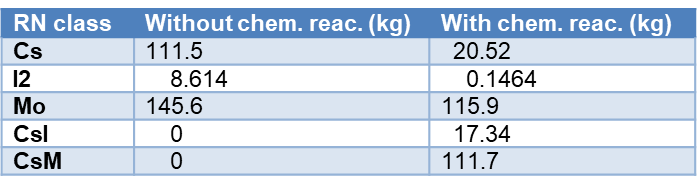 RN class Without chem. reac. (kg) With chem. reac. (kg)
Cs 111.5 20.52
I2 8.614 0.1464
Mo 145.6 115.9
CsI 0 17.34
CsM 0 111.7